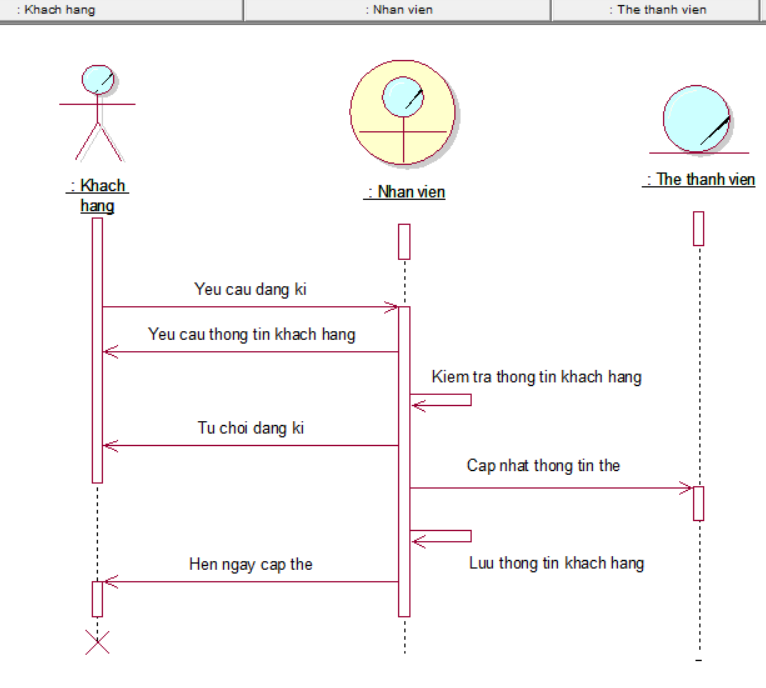 : Khach hang
: Nhan vien
: The thanh vien
: Khach
hang
: Nhan vien
: The thanh vien
Yeu cau dang ki
Yeu cau thong tin khach hang
Kiem tra thong tin khach hang
Tu choi dang ki
Cap nhat thong tin the
Hen ngay cap the
Luu thong tin khach hang